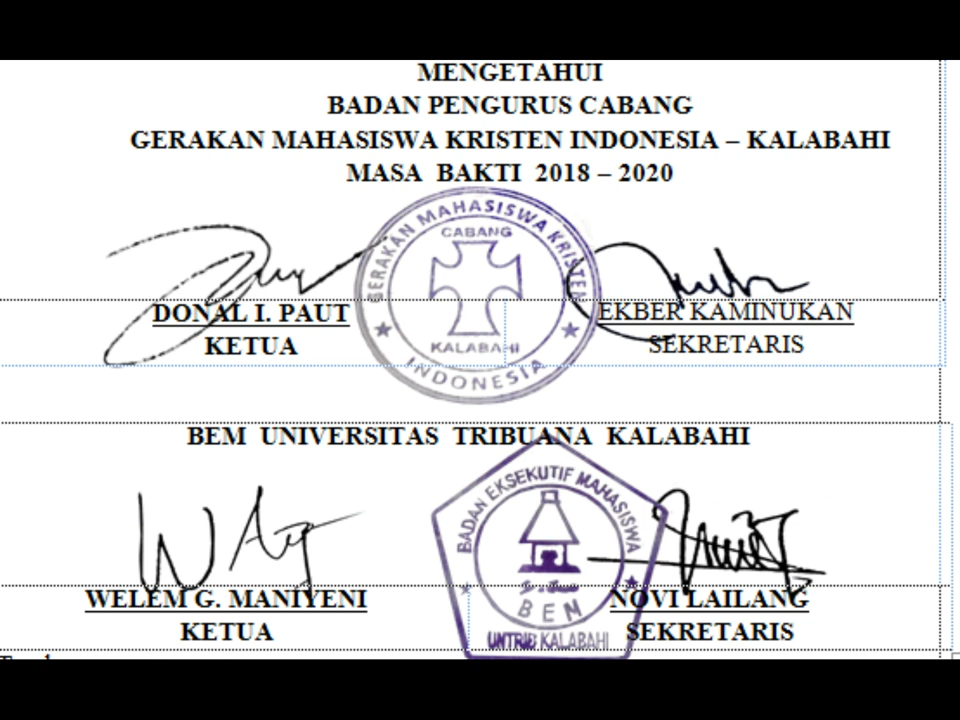 MENGETAHUI
BADAN PENGURUS CABANG
GERAKAN MAHASISWA KRISTEN INDONESIA – KALABAHI
MASA BAKTI 2018 – 2020
GERAKAN MAHASISWA KRISTEN
CABANG
KALABAHI
INDONESIA
DONAL I. PAUT
EKBER KAMINUKAN
KETUA
SEKRETARIS
BEM UNIVERSITAS TRIBUANA KALABAHI
BADAN EKSEKUTIF MAHASISWA
BEM
UNTRIB KALABAHI
WELEM G. MANIYENI
NOVI LAILANG
KETUA
SEKRETARIS